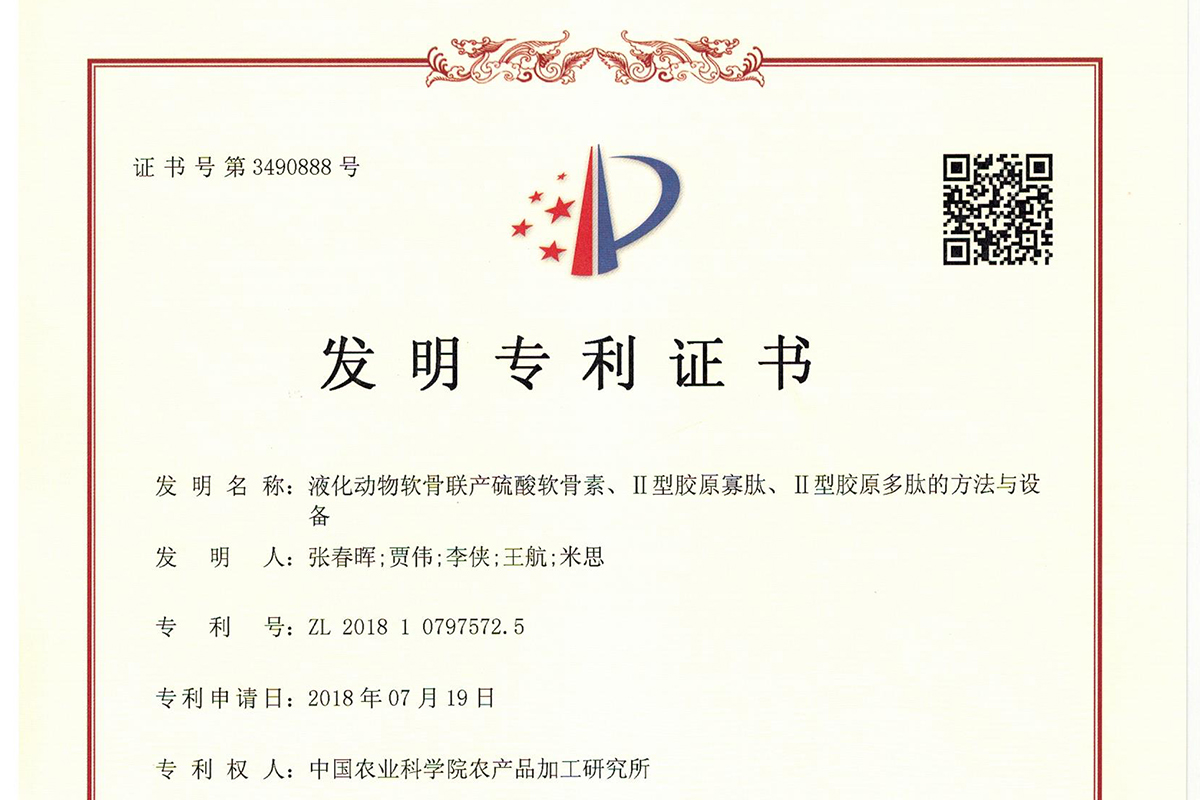 证书号第3490888号
发明专利证书
发明名称：液化动物软骨联产硫酸软骨素、Ⅱ型胶原寡肽、Ⅱ型胶原多肽的方法与设
备
发明人：张春晖;贾伟;李侠;王航;米思
专利号：ZL 2018 1 0797572.5
专利申请日：2018年07月19日
专利权人：中国农业科学院农产品加工研究所